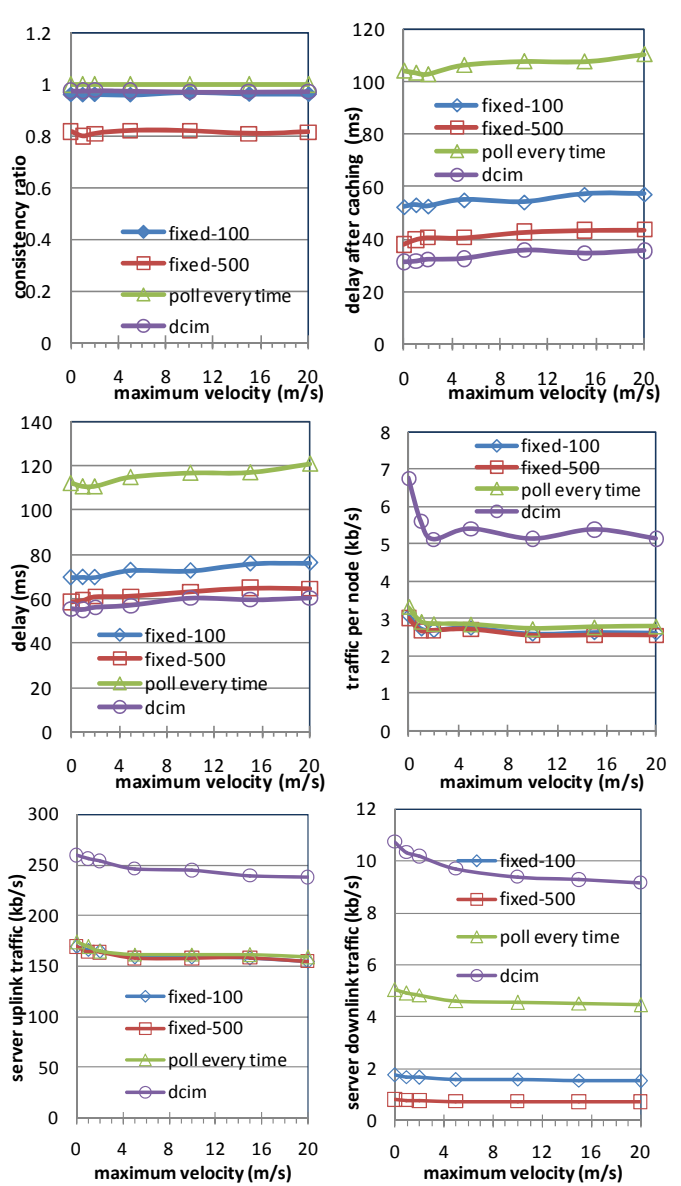 1.2
1
0.8
0.6
0.4
0.2
0
consistency ratio
fixed-100
fixed-500
poll every time
dcim
0 4 8 12 16 20
maximum velocity (m/s)
120
100
80
60
40
20
0
delay after caching (ms)
fixed-100
fixed-500
poll every time
dcim
0 4 8 12 16 20
maximum velocity (m/s)
140
120
100
80
60
40
20
0
delay (ms)
fixed-100
fixed-500
poll every time
dcim
0 4 8 12 16 20
maximum velocity (m/s)
8
7
6
5
4
3
2
1
0
traffic per node (kb/s)
fixed-100
fixed-500
poll every time
dcim
0 4 8 12 16 20
maximum velocity (m/s)
300
250
200
150
100
50
0
server uplink traffic (kb/s)
fixed-100
fixed-500
poll every time
dcim
0 4 8 12 16 20
maximum velocity (m/s)
12
10
8
6
4
2
0
server downlink traffic (kb/s)
fixed-100
fixed-500
poll every time
dcim
0 4 8 12 16 20
maximum velocity (m/s)